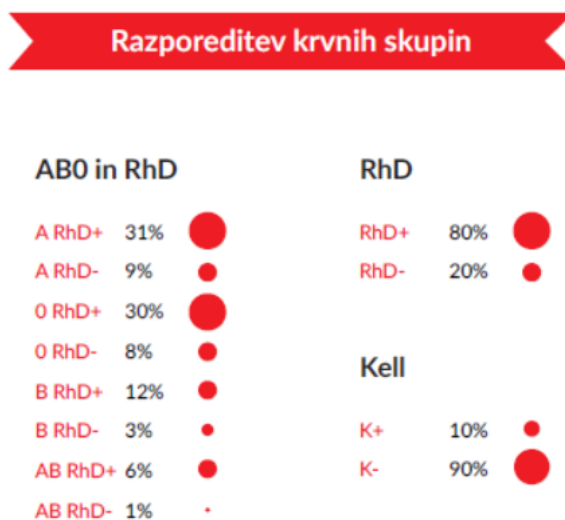 Razporeditev krvnih skupin
AB0 in RhD
A RhD+ 31%
A RhD- 9%
0 RhD+ 30%
0 RhD- 8%
B RhD+ 12%
B RhD- 3%
AB RhD+ 6%
AB RhD- 1%
RhD
RhD+ 80%
RhD- 20%
Kell
K+ 10%
K- 90%